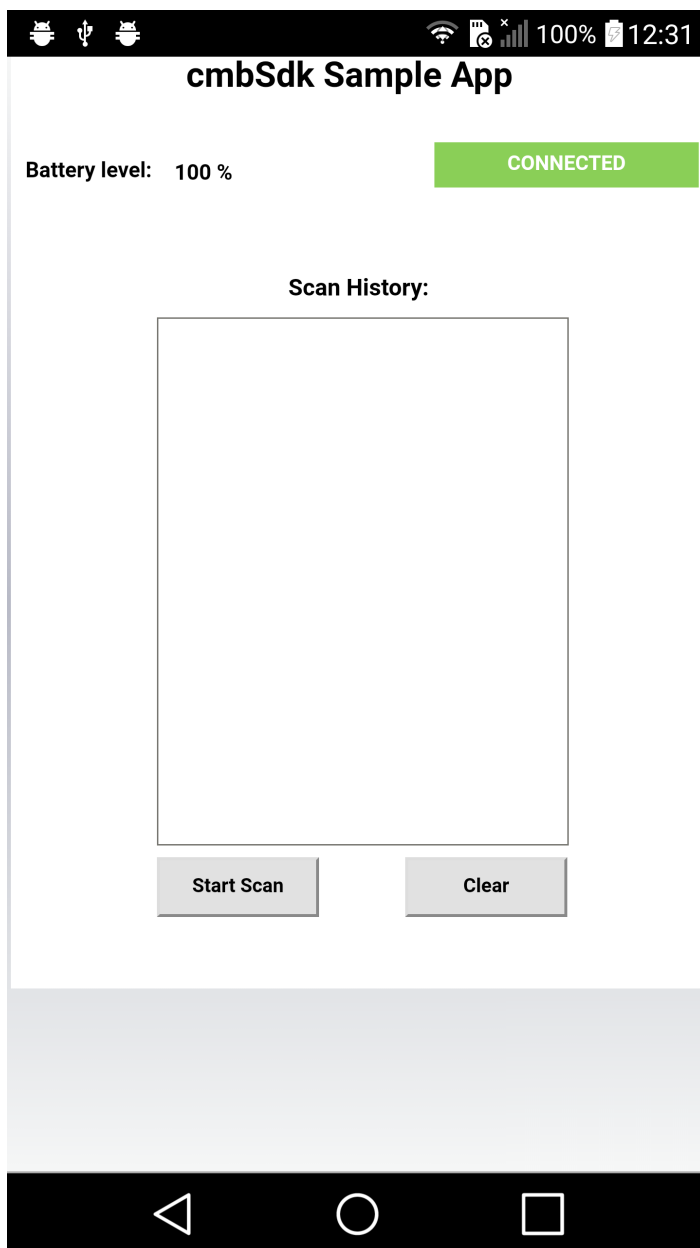 100% 12:31
cmbSdk Sample App
Battery level: 100 % CONNECTED
Scan History:
Start Scan Clear